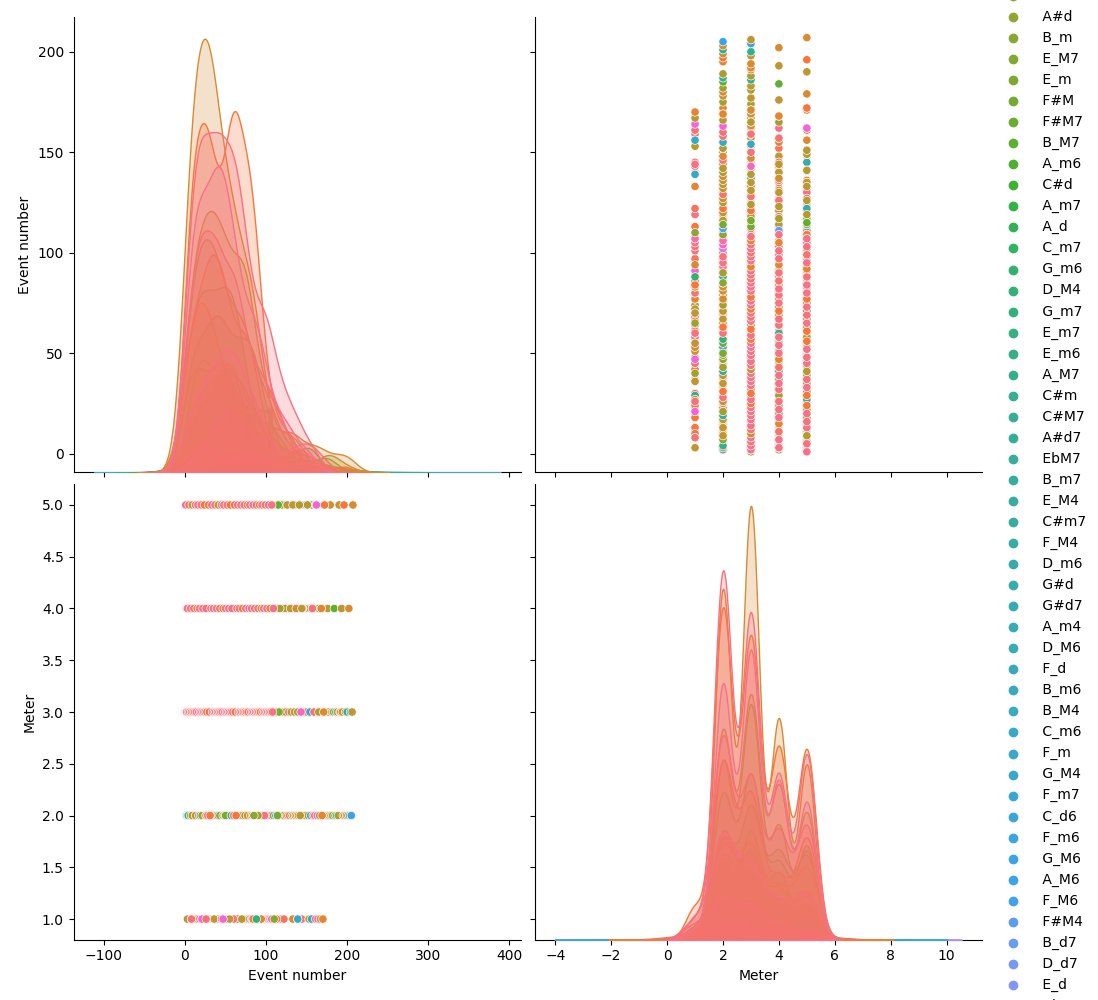 200
150
100
50
0
Event number
5.0
4.5
4.0
3.5
3.0
2.5
2.0
1.5
1.0
Meter
−100
0
100
200
300
400
Event number
−4
−2
0
2
4
6
8
10
Meter
A#d
B_m
E_M7
E_m
F#M
F#M7
B_M7
A_m6
C#d
A_m7
A_d
C_m7
G_m6
D_M4
G_m7
E_m7
E_m6
A_M7
C#m
C#M7
A#d7
EbM7
B_m7
E_M4
C#m7
F_M4
D_m6
G#d
G#d7
A_m4
D_M6
F_d
B_m6
B_M4
C_m6
F_m
G_M4
F_m7
C_d6
F_m6
G_M6
A_M6
F_M6
F#M4
B_d7
D_d7
E_d